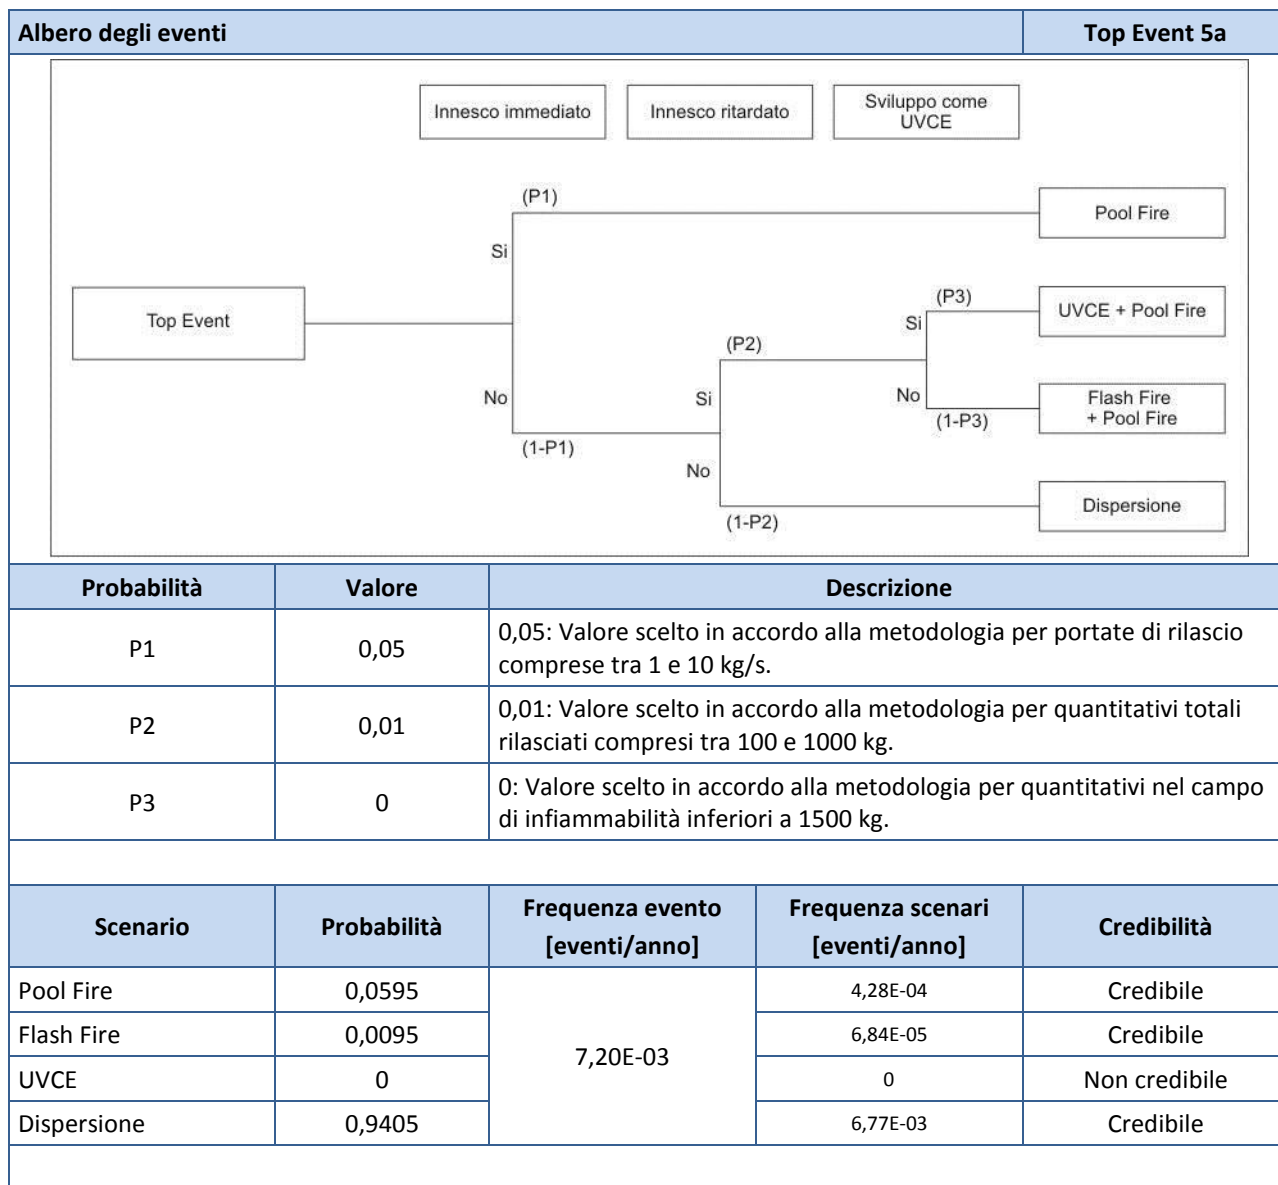 Albero degli eventi
Top Event 5a
Innesco immediato
Innesco ritardato
Sviluppo come
UVCE
(P1)
Pool Fire
Si
(P3)
UVCE + Pool Fire
Top Event
Si
(P2)
No
Si
No
Flash Fire
+ Pool Fire
(1-P3)
(1-P1)
No
Dispersione
(1-P2)
Probabilità
Valore
Descrizione
P1
0,05
0,05: Valore scelto in accordo alla metodologia per portate di rilascio
comprese tra 1 e 10 kg/s.
P2
0,01
0,01: Valore scelto in accordo alla metodologia per quantitativi totali
rilasciati compresi tra 100 e 1000 kg.
P3
0
0: Valore scelto in accordo alla metodologia per quantitativi nel campo
di infiammabilità inferiori a 1500 kg.
Scenario
Probabilità
Frequenza evento
[eventi/anno]
Frequenza scenari
[eventi/anno]
Credibilità
Pool Fire
0,0595
7,20E-03
4,28E-04
Credibile
Flash Fire
0,0095
6,84E-05
Credibile
UVCE
0
0
Non credibile
Dispersione
0,9405
6,77E-03
Credibile